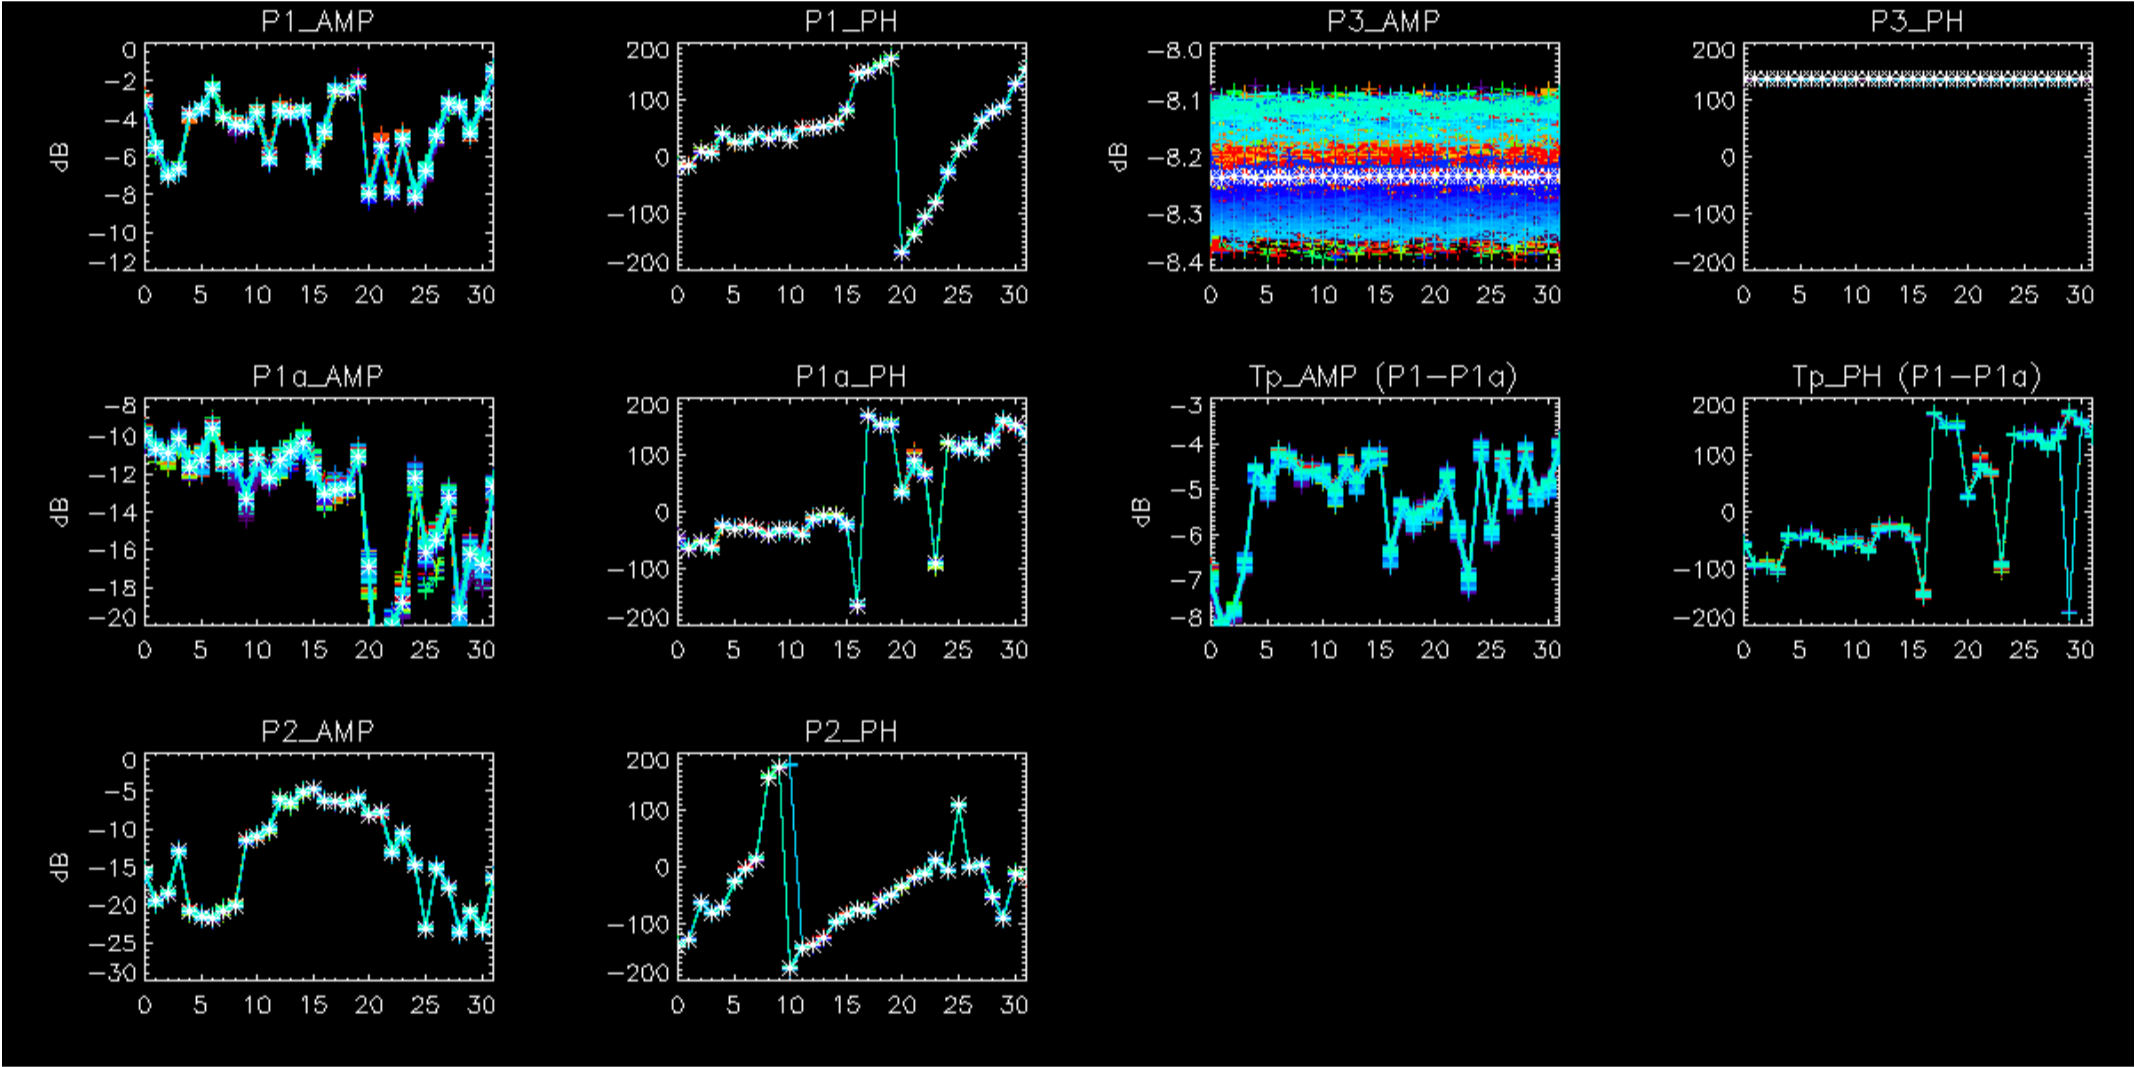 P1_AMP P1_PH P3_AMP P3_PH
0 200 -8.0 200
-2
100 -8.1 100
-4
dB -6 0 dB -8.2 0
-8
-100 -8.3 -100
-10
-12 -200 -8.4 -200
0 5 10 15 20 25 30 0 5 10 15 20 25 30 0 5 10 15 20 25 30 0 5 10 15 20 25 30
P1a_AMP P1a_PH Tp_AMP (P1-P1a) Tp_PH (P1-P1a)
-8 200 -3 200
-10
100 -4 100
-12
dB -14 0 dB -5 0
-6
-16
-100 -100
-18 -7
-20 -200 -8 -200
0 5 10 15 20 25 30 0 5 10 15 20 25 30 0 5 10 15 20 25 30 0 5 10 15 20 25 30
P2_AMP P2_PH
0 200
-5
100
-10
dB -15 0
-20
-100
-25
-30 -200
0 5 10 15 20 25 30 0 5 10 15 20 25 30